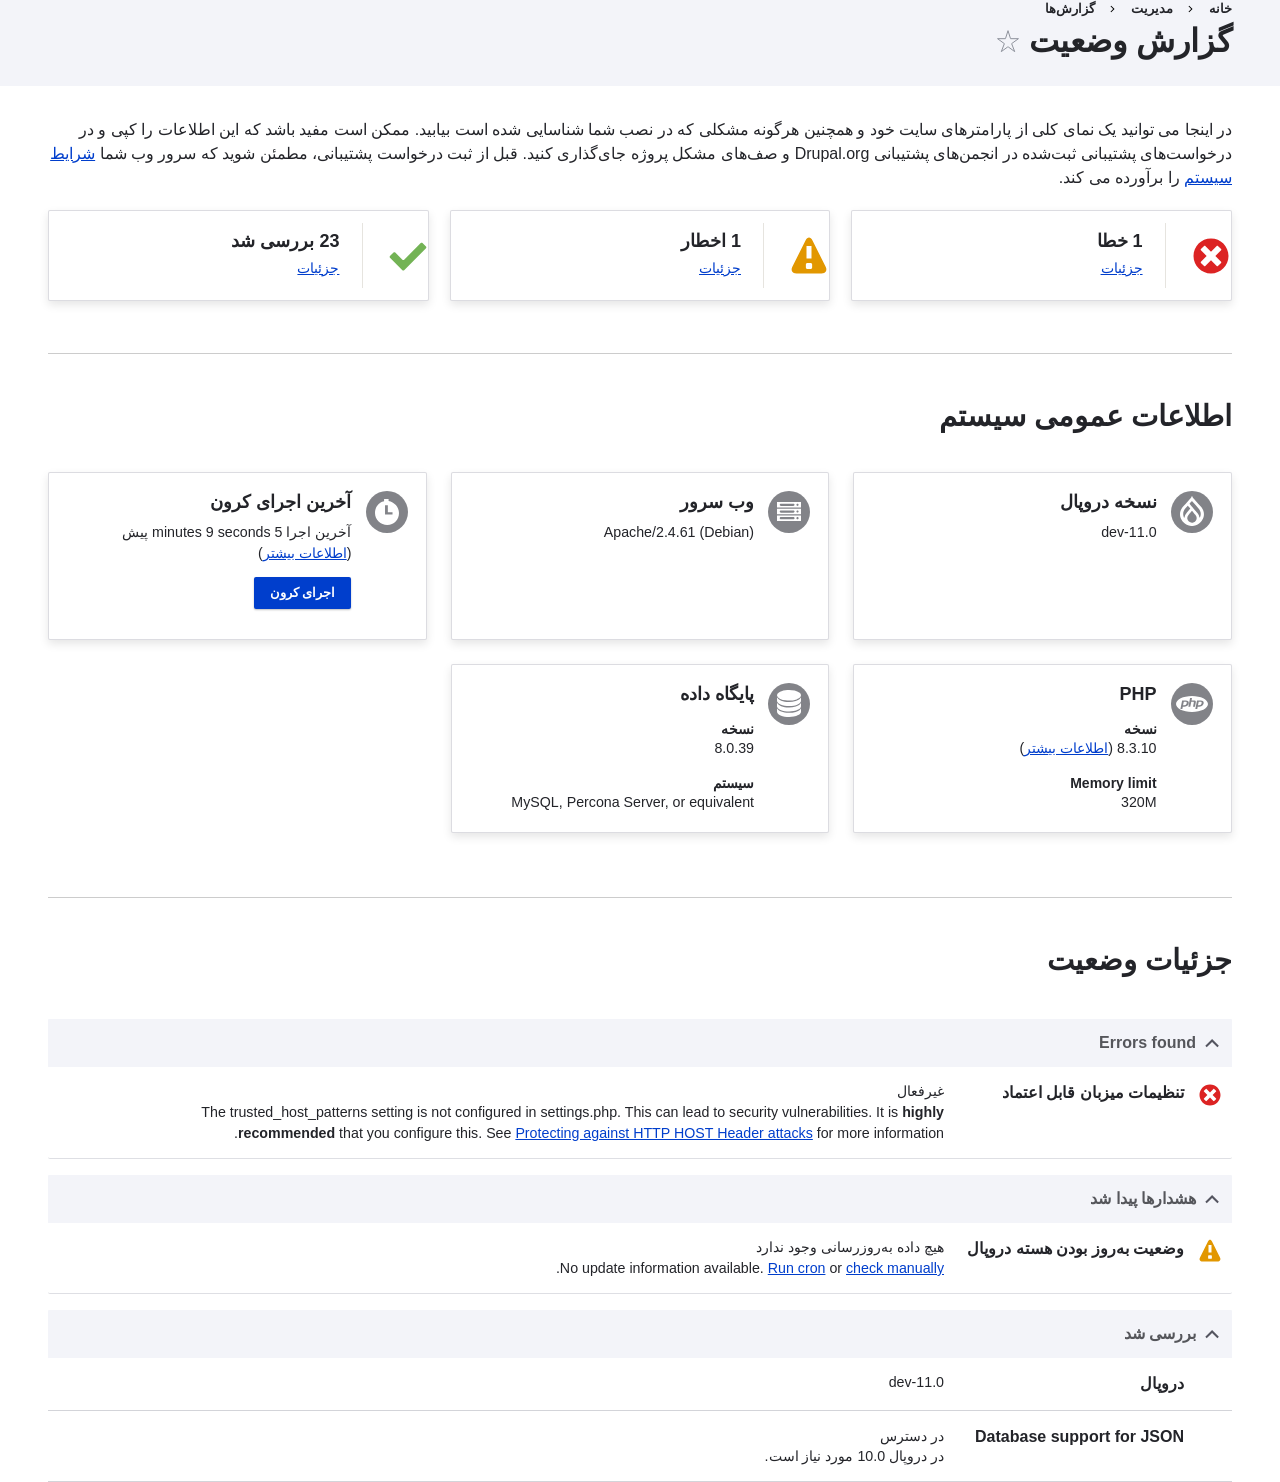 خانه › مدیریت › گزارش‌ها
گزارش وضعیت ☆
در اینجا می توانید یک نمای کلی از پارامترهای سایت خود و همچنین هرگونه مشکلی که در نصب شما شناسایی شده است بیابید. ممکن است مفید باشد که این اطلاعات را کپی و در
درخواست‌های پشتیبانی ثبت‌شده در انجمن‌های پشتیبانی Drupal.org و صف‌های مشکل پروژه جای‌گذاری کنید. قبل از ثبت درخواست پشتیبانی، مطمئن شوید که سرور وب شما شرایط
سیستم را برآورده می کند.
1 خطا
جزئیات
1 اخطار
جزئیات
23 بررسی شد
جزئیات
اطلاعات عمومی سیستم
نسخه دروپال
11.0-dev
وب سرور
Apache/2.4.61 (Debian)
آخرین اجرای کرون
آخرین اجرا 5 minutes 9 seconds پیش
(اطلاعات بیشتر)
اجرای کرون
PHP
نسخه
8.3.10 (اطلاعات بیشتر)
Memory limit
320M
پایگاه داده
نسخه
8.0.39
سیستم
MySQL, Percona Server, or equivalent
جزئیات وضعیت
Errors found
تنظیمات میزبان قابل اعتماد
غیرفعال
The trusted_host_patterns setting is not configured in settings.php. This can lead to security vulnerabilities. It is highly
recommended that you configure this. See Protecting against HTTP HOST Header attacks for more information.
هشدارها پیدا شد
وضعیت به‌روز بودن هسته دروپال
هیچ داده به‌روزرسانی وجود ندارد
No update information available. Run cron or check manually.
بررسی شد
دروپال
11.0-dev
Database support for JSON
در دسترس
در دروپال 10.0 مورد نیاز است.